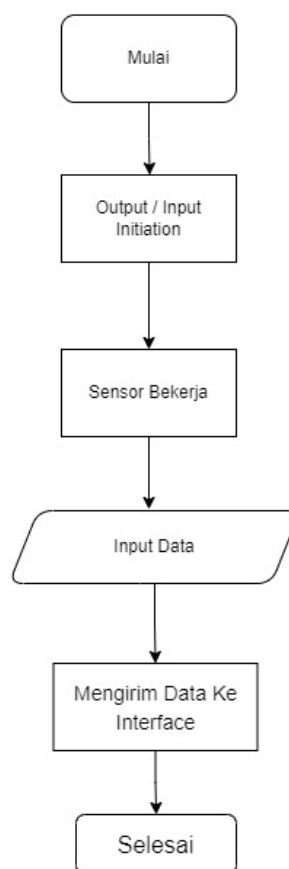 Mulai
Output / Input
Initiation
Sensor Bekerja
Input Data
Mengirim Data Ke
Interface
Selesai